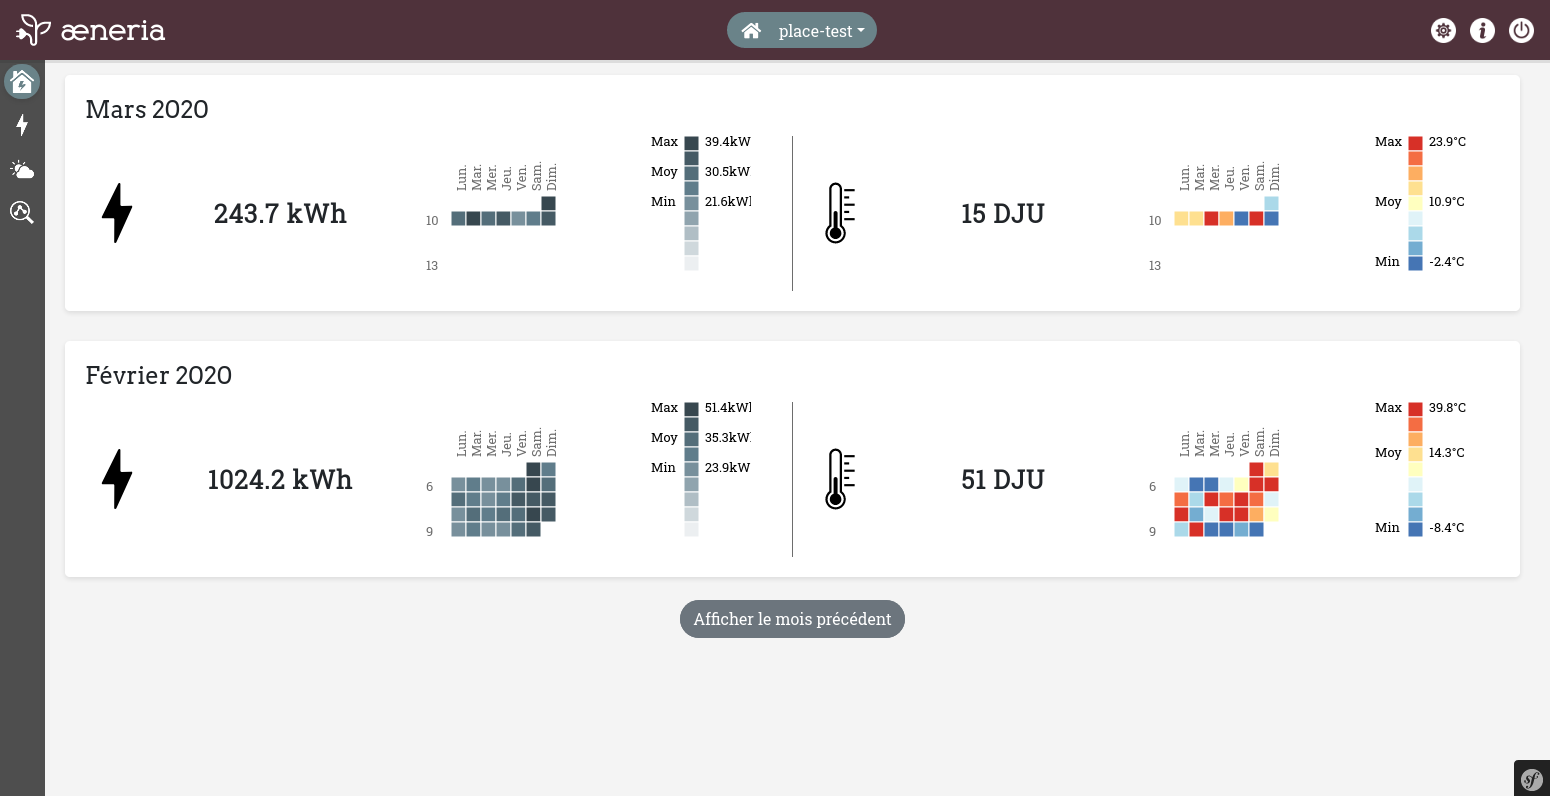 æneria
place-test
Mars 2020
243.7 kWh
Lun. Mar. Mer. Jeu. Ven. Sam. Dim.
10
13
Max 39.4kW
Moy 30.5kW
Min 21.6kW
15 DJU
Lun. Mar. Mer. Jeu. Ven. Sam. Dim.
10
13
Max 23.9°C
Moy 10.9°C
Min -2.4°C
Février 2020
1024.2 kWh
Lun. Mar. Mer. Jeu. Ven. Sam. Dim.
6
9
Max 51.4kW
Moy 35.3kW
Min 23.9kW
51 DJU
Lun. Mar. Mer. Jeu. Ven. Sam. Dim.
6
9
Max 39.8°C
Moy 14.3°C
Min -8.4°C
Afficher le mois précédent
sf